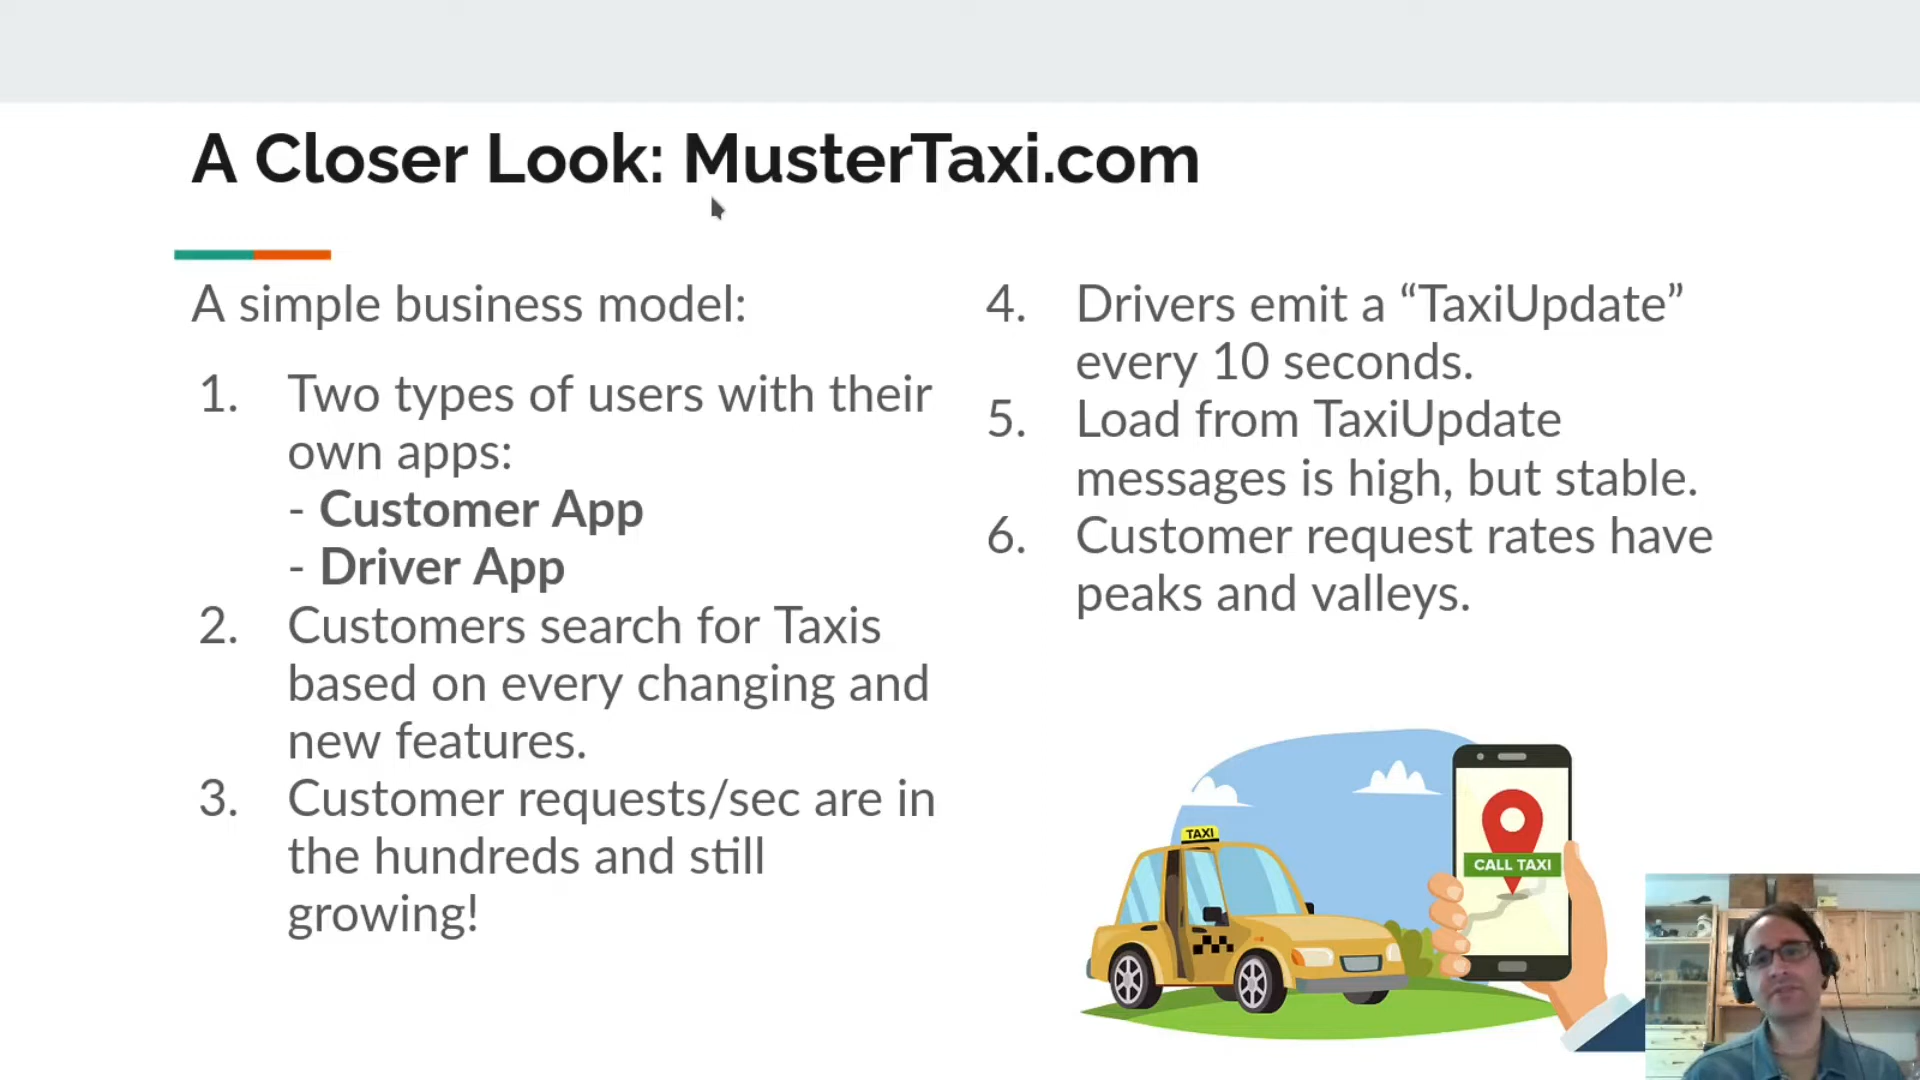 A Closer Look: MusterTaxi.com
A simple business model:
1. Two types of users with their
own apps:
- Customer App
- Driver App
2. Customers search for Taxis
based on every changing and
new features.
3. Customer requests/sec are in
the hundreds and still
growing!
4. Drivers emit a “TaxiUpdate”
every 10 seconds.
5. Load from TaxiUpdate
messages is high, but stable.
6. Customer request rates have
peaks and valleys.
TAXI
CALL TAXI